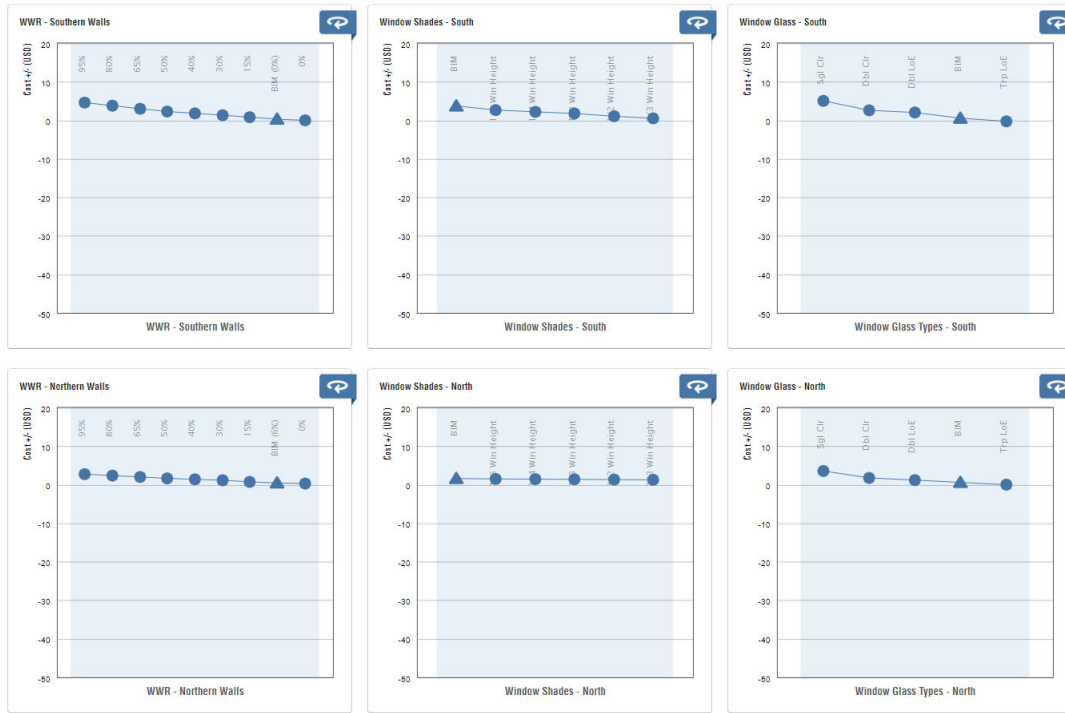 WWR - Southern Walls
Cost +/- (USD)
20
10
0
-10
-20
-30
-40
-50
95%
80%
65%
50%
40%
30%
15%
BIM (0%)
0%
WWR - Southern Walls
Window Shades - South
Cost +/- (USD)
20
10
0
-10
-20
-30
-40
-50
BIM
Win Height
Win Height
Win Height
Win Height
Win Height
Window Shades - South
Window Glass - South
Cost +/- (USD)
20
10
0
-10
-20
-30
-40
-50
Sgl Clr
Dbl Clr
Dbl LoE
BIM
Trp LoE
Window Glass Types - South
WWR - Northern Walls
Cost +/- (USD)
20
10
0
-10
-20
-30
-40
-50
95%
80%
65%
50%
40%
30%
15%
BIM (6%)
0%
WWR - Northern Walls
Window Shades - North
Cost +/- (USD)
20
10
0
-10
-20
-30
-40
-50
BIM
Win Height
Win Height
Win Height
Win Height
Win Height
Window Shades - North
Window Glass - North
Cost +/- (USD)
20
10
0
-10
-20
-30
-40
-50
Sgl Clr
Dbl Clr
Dbl LoE
BIM
Trp LoE
Window Glass Types - North